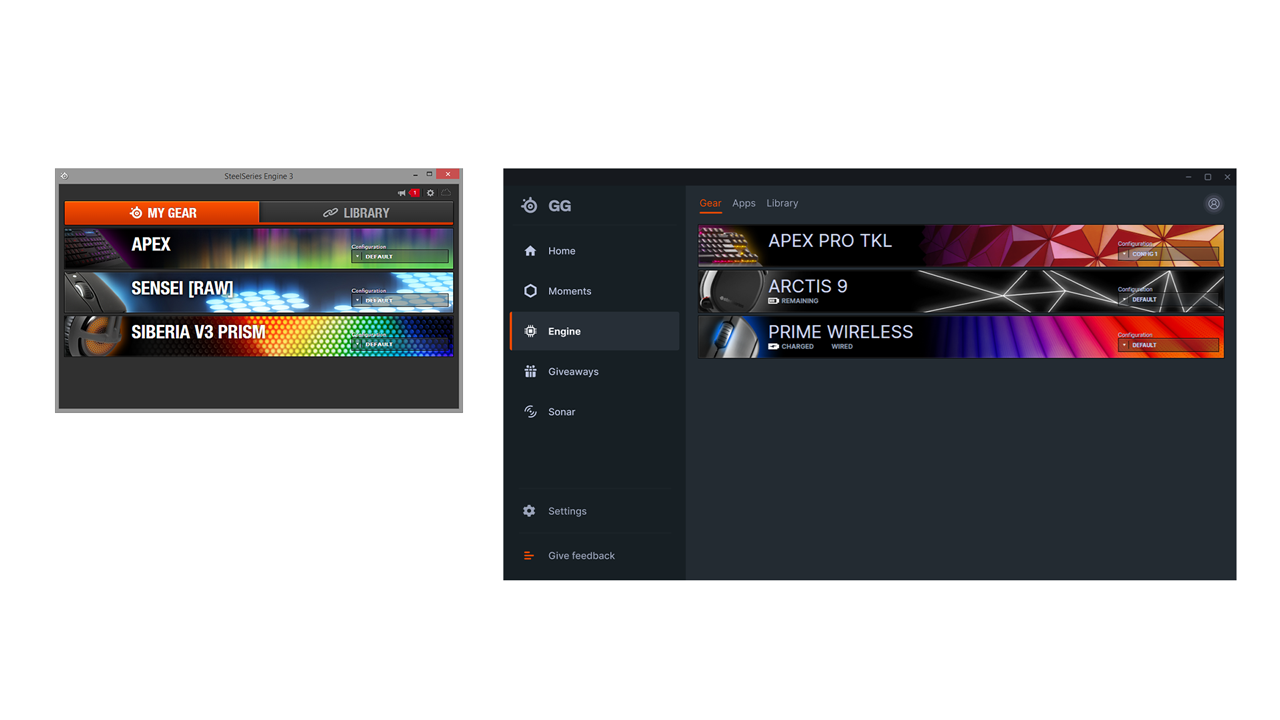 SteelSeries Engine 3
1
MY GEAR
LIBRARY
APEX
Configuration
DEFAULT
SENSEI [RAW]
Configuration
DEFAULT
SIBERIA V3 PRISM
Configuration
DEFAULT
GG
Home
Moments
Engine
Giveaways
Sonar
Settings
Give feedback
Gear Apps Library
APEX PRO TKL
Configuration
CONFIG 1
ARCTIS 9
REMAINING
Configuration
DEFAULT
PRIME WIRELESS
CHARGED WIRED
Configuration
DEFAULT